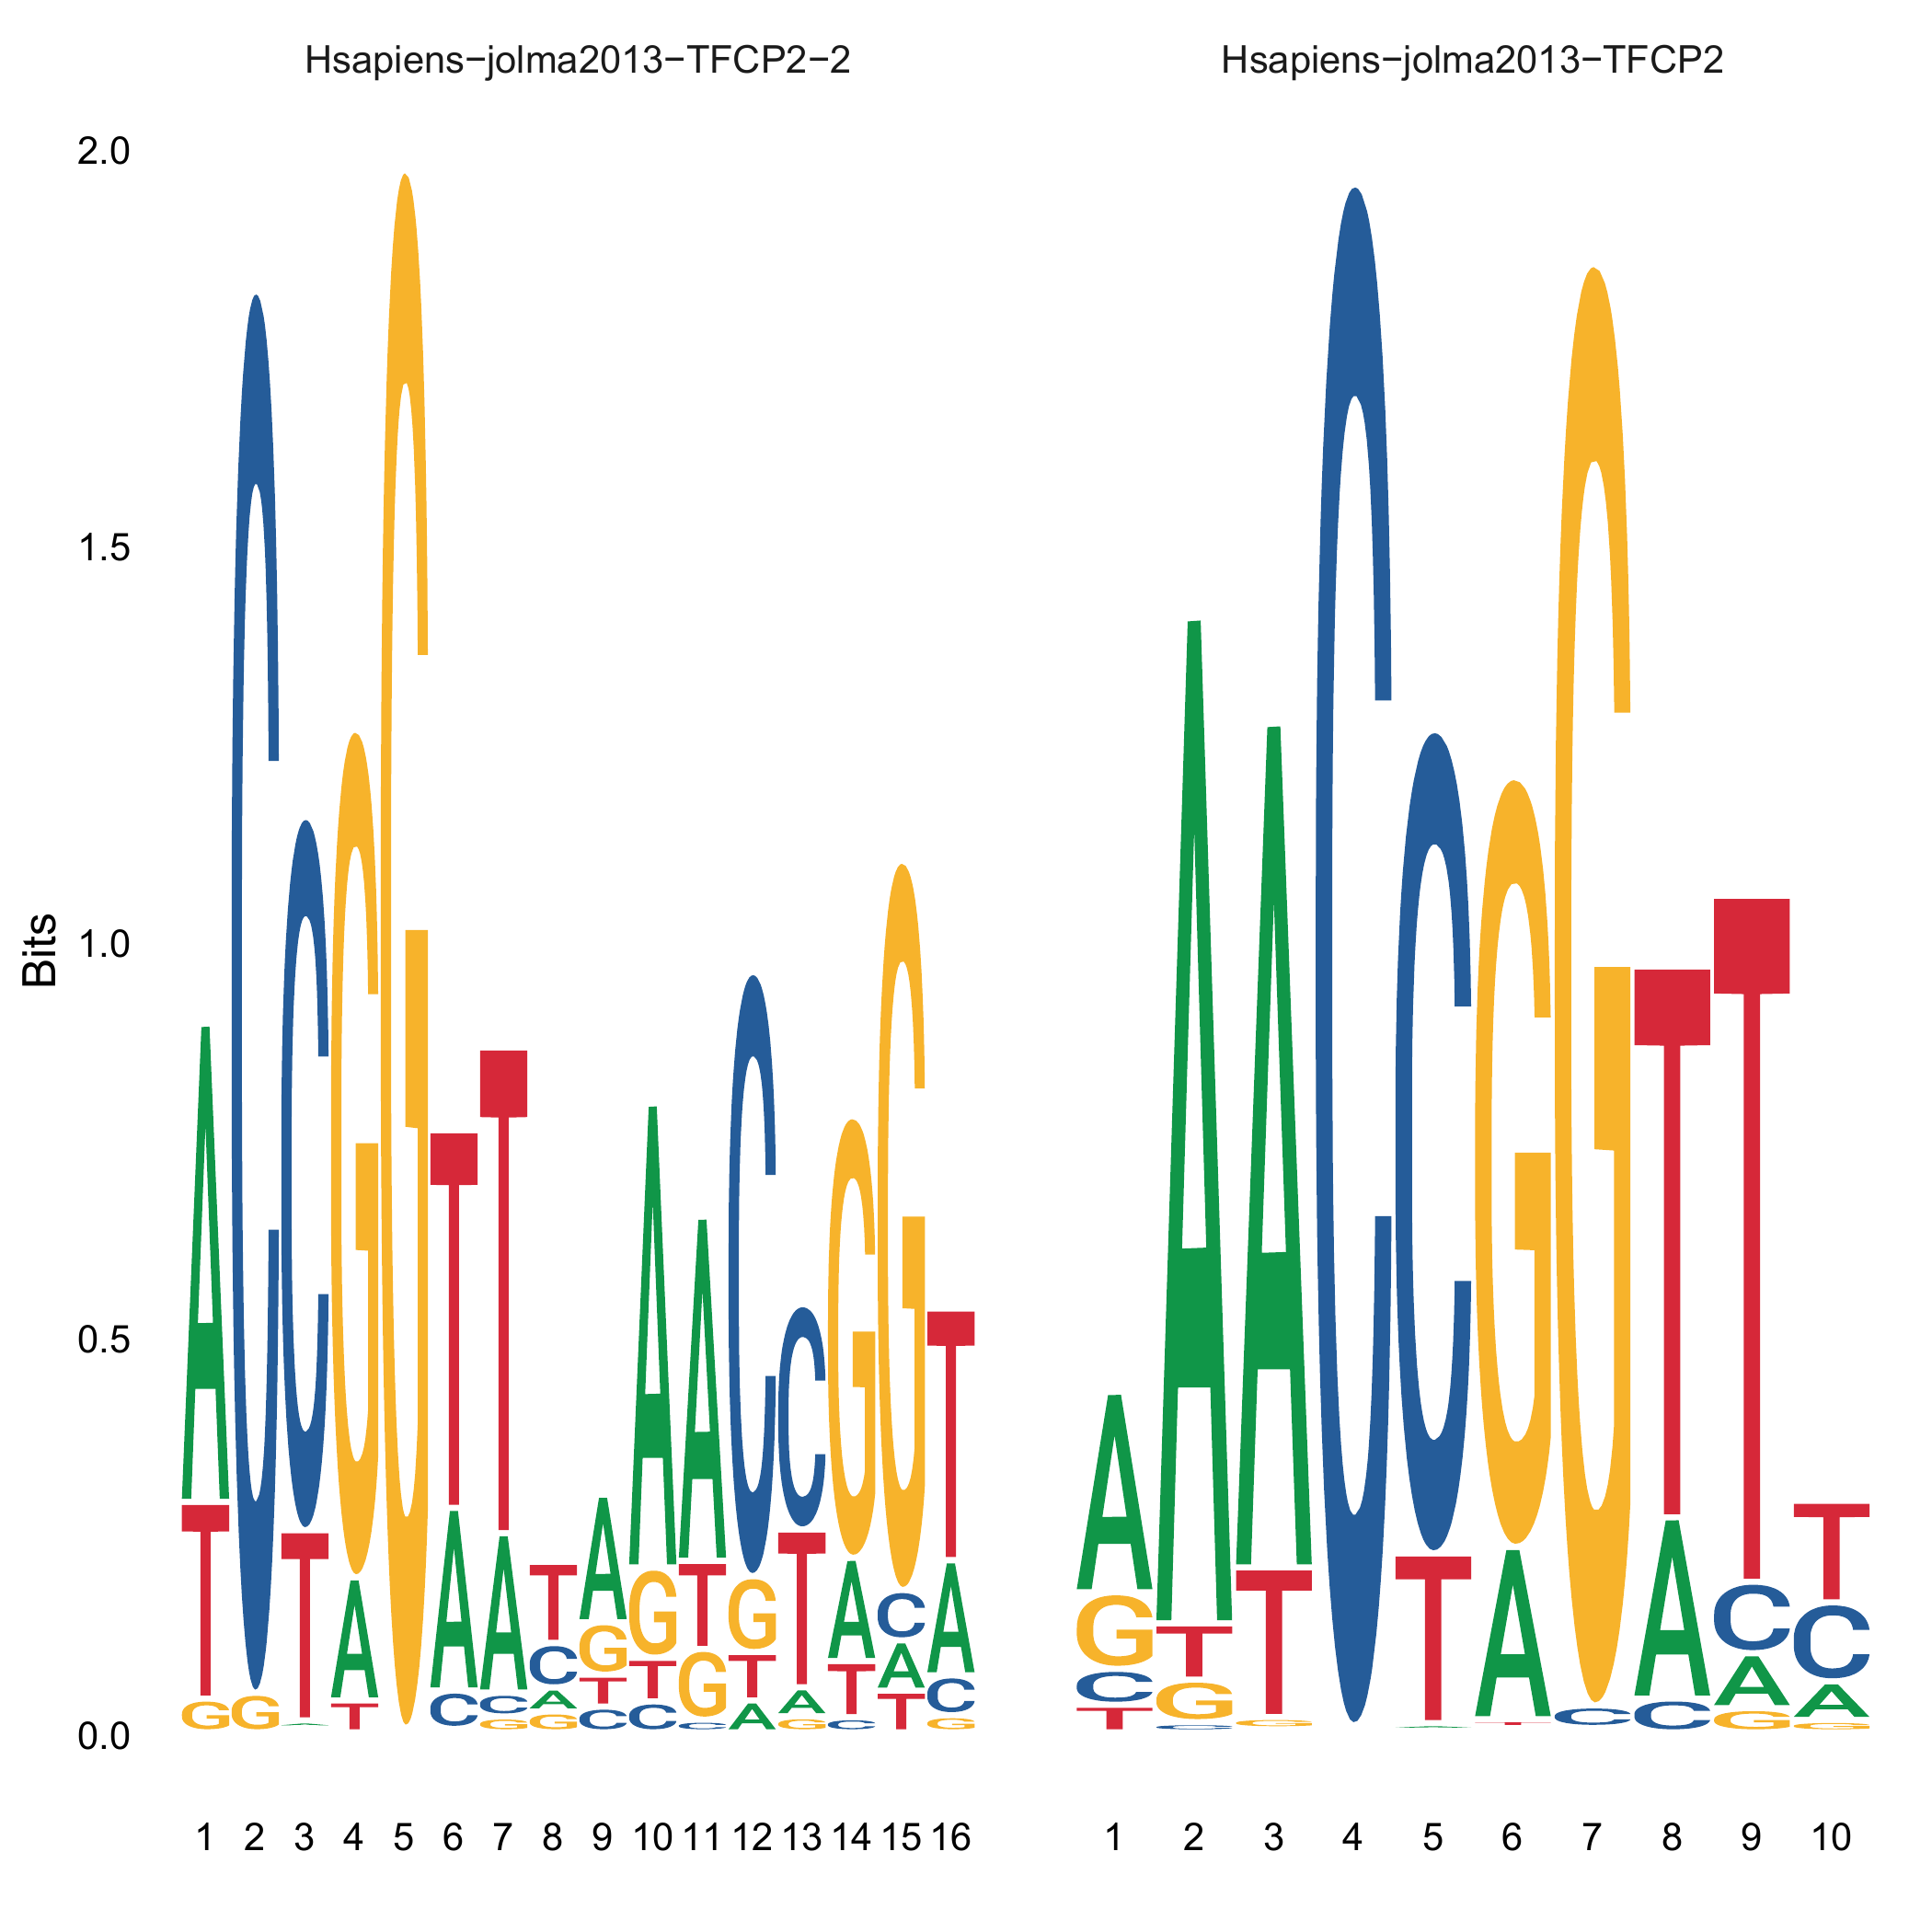 Hsapiens−jolma2013−TFCP2−2 Hsapiens−jolma2013−TFCP2
2.0
1.5
1.0
0.5
0.0
Bits
A C C G G T T T A A A C C G G T
T G T A A A C G G T G T A C A
G T C C A T T G T A T A C
G G C C C A G C T G
A A A C C G G T T T
G T T T A A C C
C G G C A A
T C G G
1 2 3 4 5 6 7 8 9 10 11 12 13 14 15 16 1 2 3 4 5 6 7 8 9 10